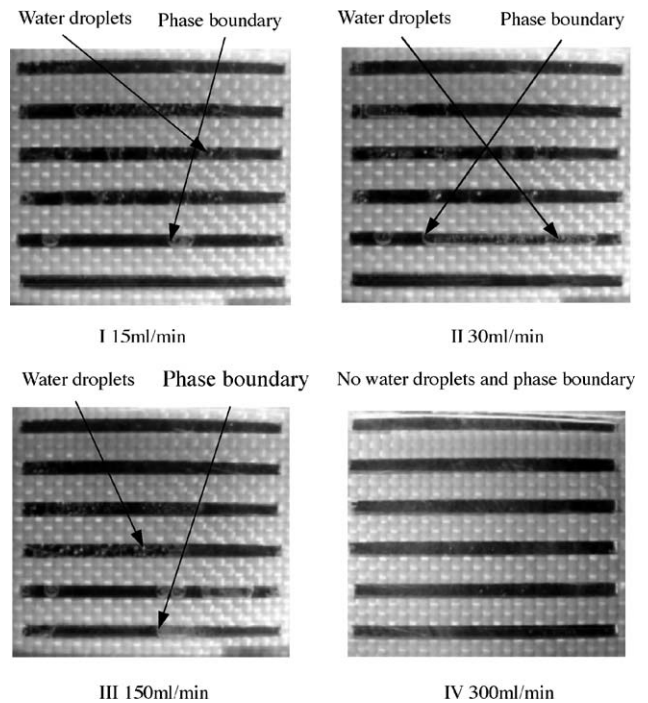 Water droplets Phase boundary
Water droplets Phase boundary
I 15ml/min
II 30ml/min
Water droplets Phase boundary
No water droplets and phase boundary
III 150ml/min
IV 300ml/min